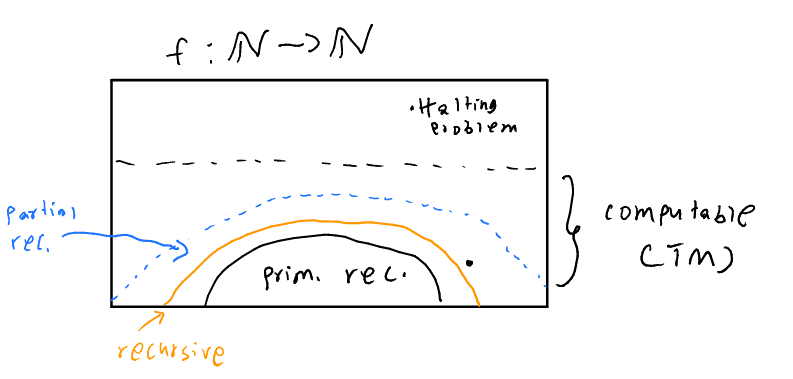 f : ℕ → ℕ
• Halting
problem
partial
rec.
computable
(TM)
prim. rec.
recursive